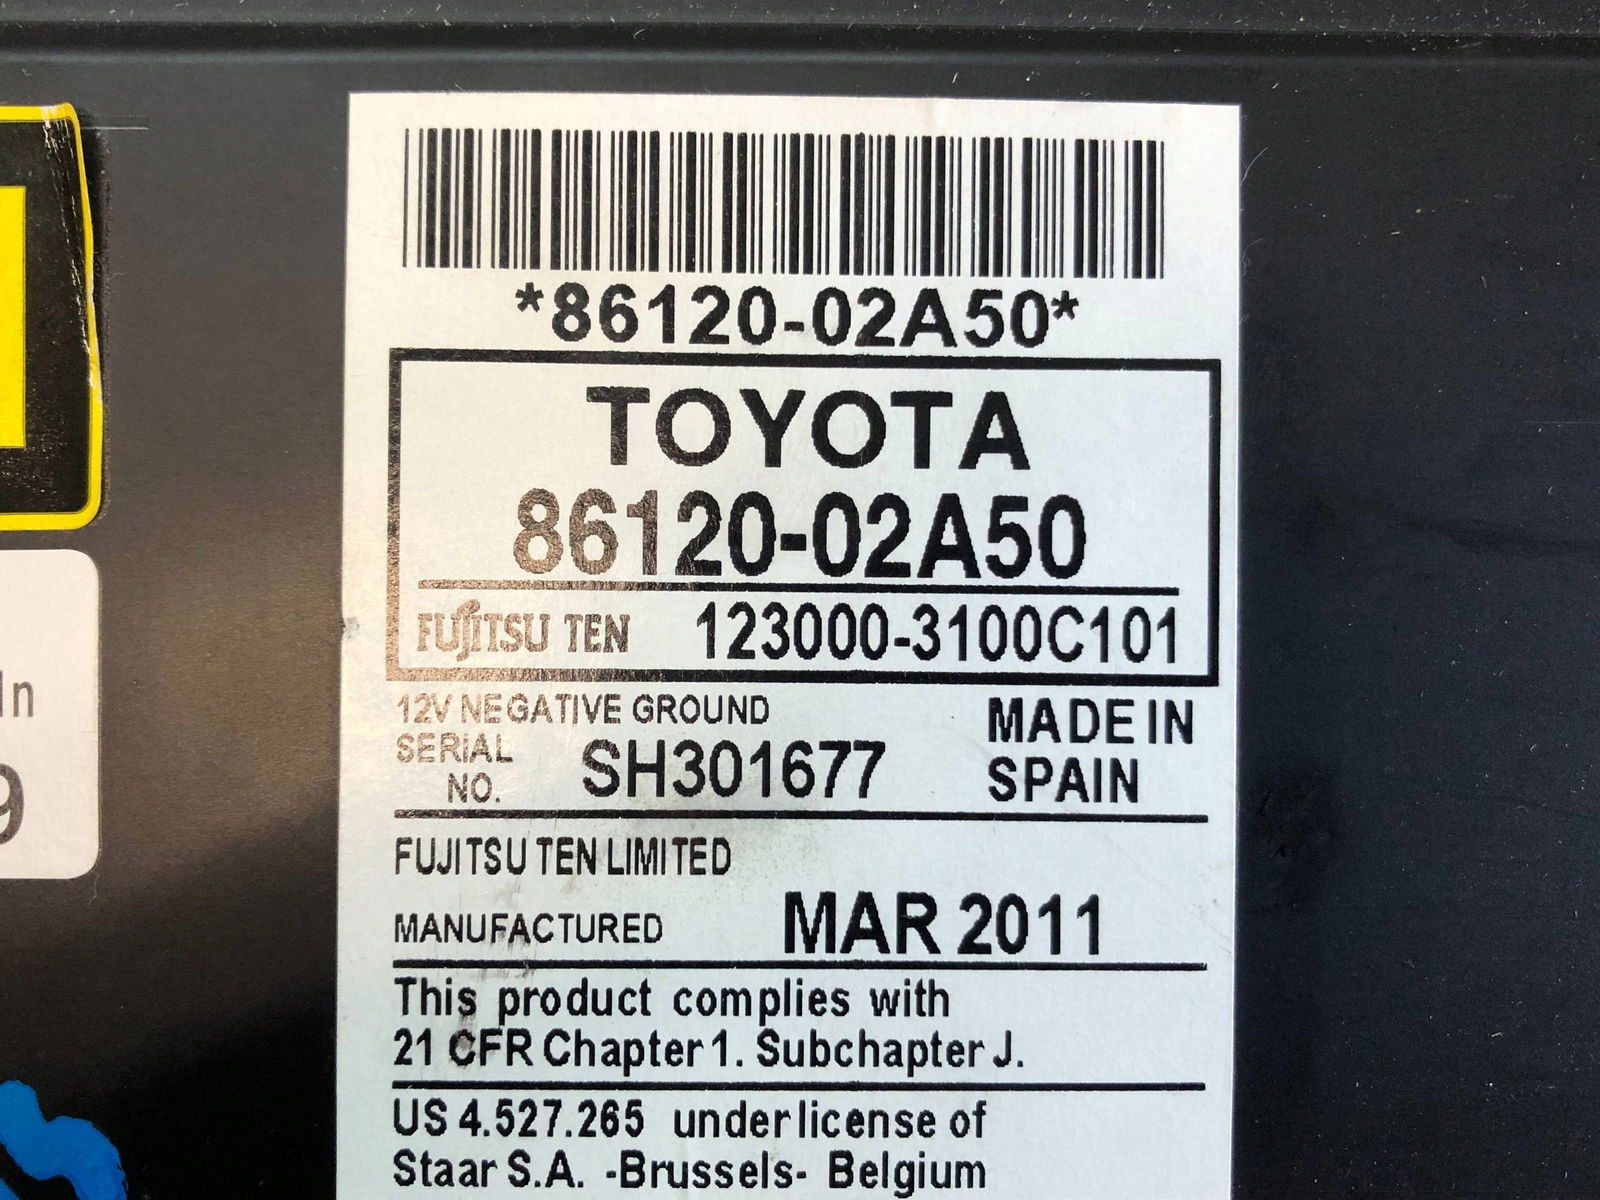 *86120-02A50*
TOYOTA
86120-02A50
FUJITSU TEN 123000-3100C101
12V NEGATIVE GROUND
SERIAL NO. SH301677
MADE IN
SPAIN
FUJITSU TEN LIMITED
MANUFACTURED MAR 2011
This product complies with
21 CFR Chapter 1. Subchapter J.
US 4.527.265 under license of
Staar S.A. -Brussels- Belgium
In
9